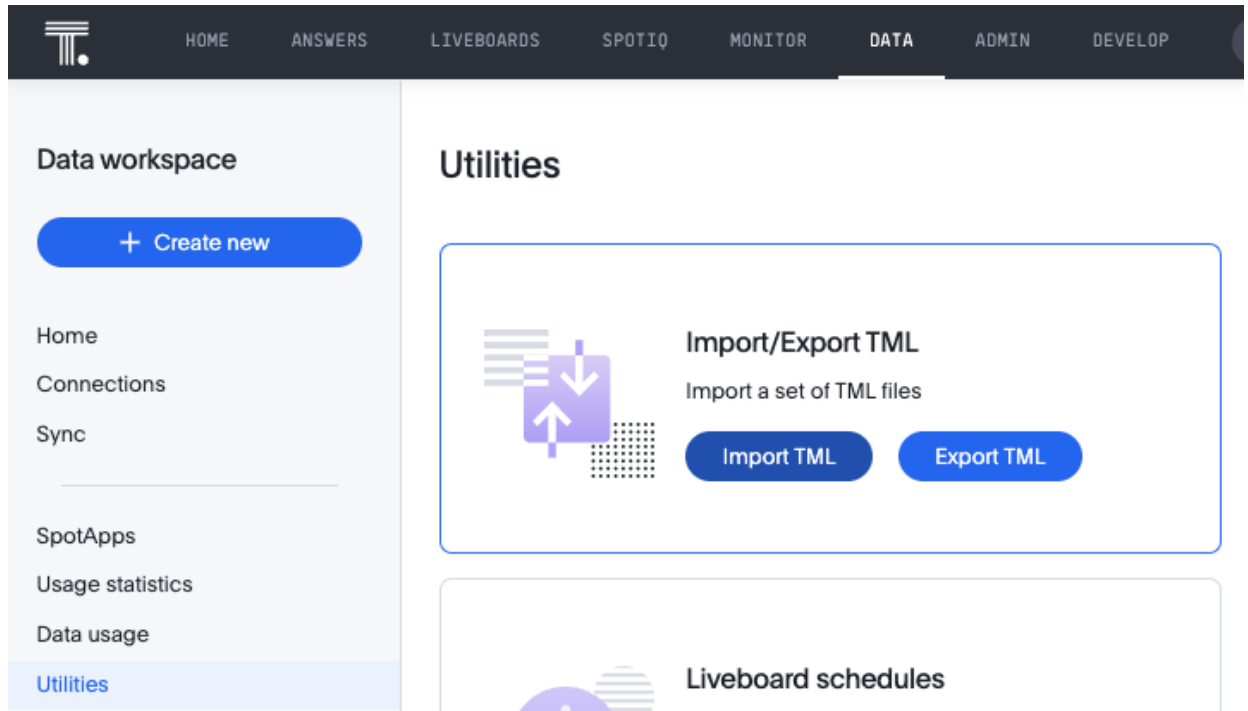 T.
HOME ANSWERS LIVEBOARDS SPOTIQ MONITOR DATA ADMIN DEVELOP
Data workspace
+ Create new
Home
Connections
Sync
SpotApps
Usage statistics
Data usage
Utilities
Utilities
Import/Export TML
Import a set of TML files
Import TML Export TML
Liveboard schedules